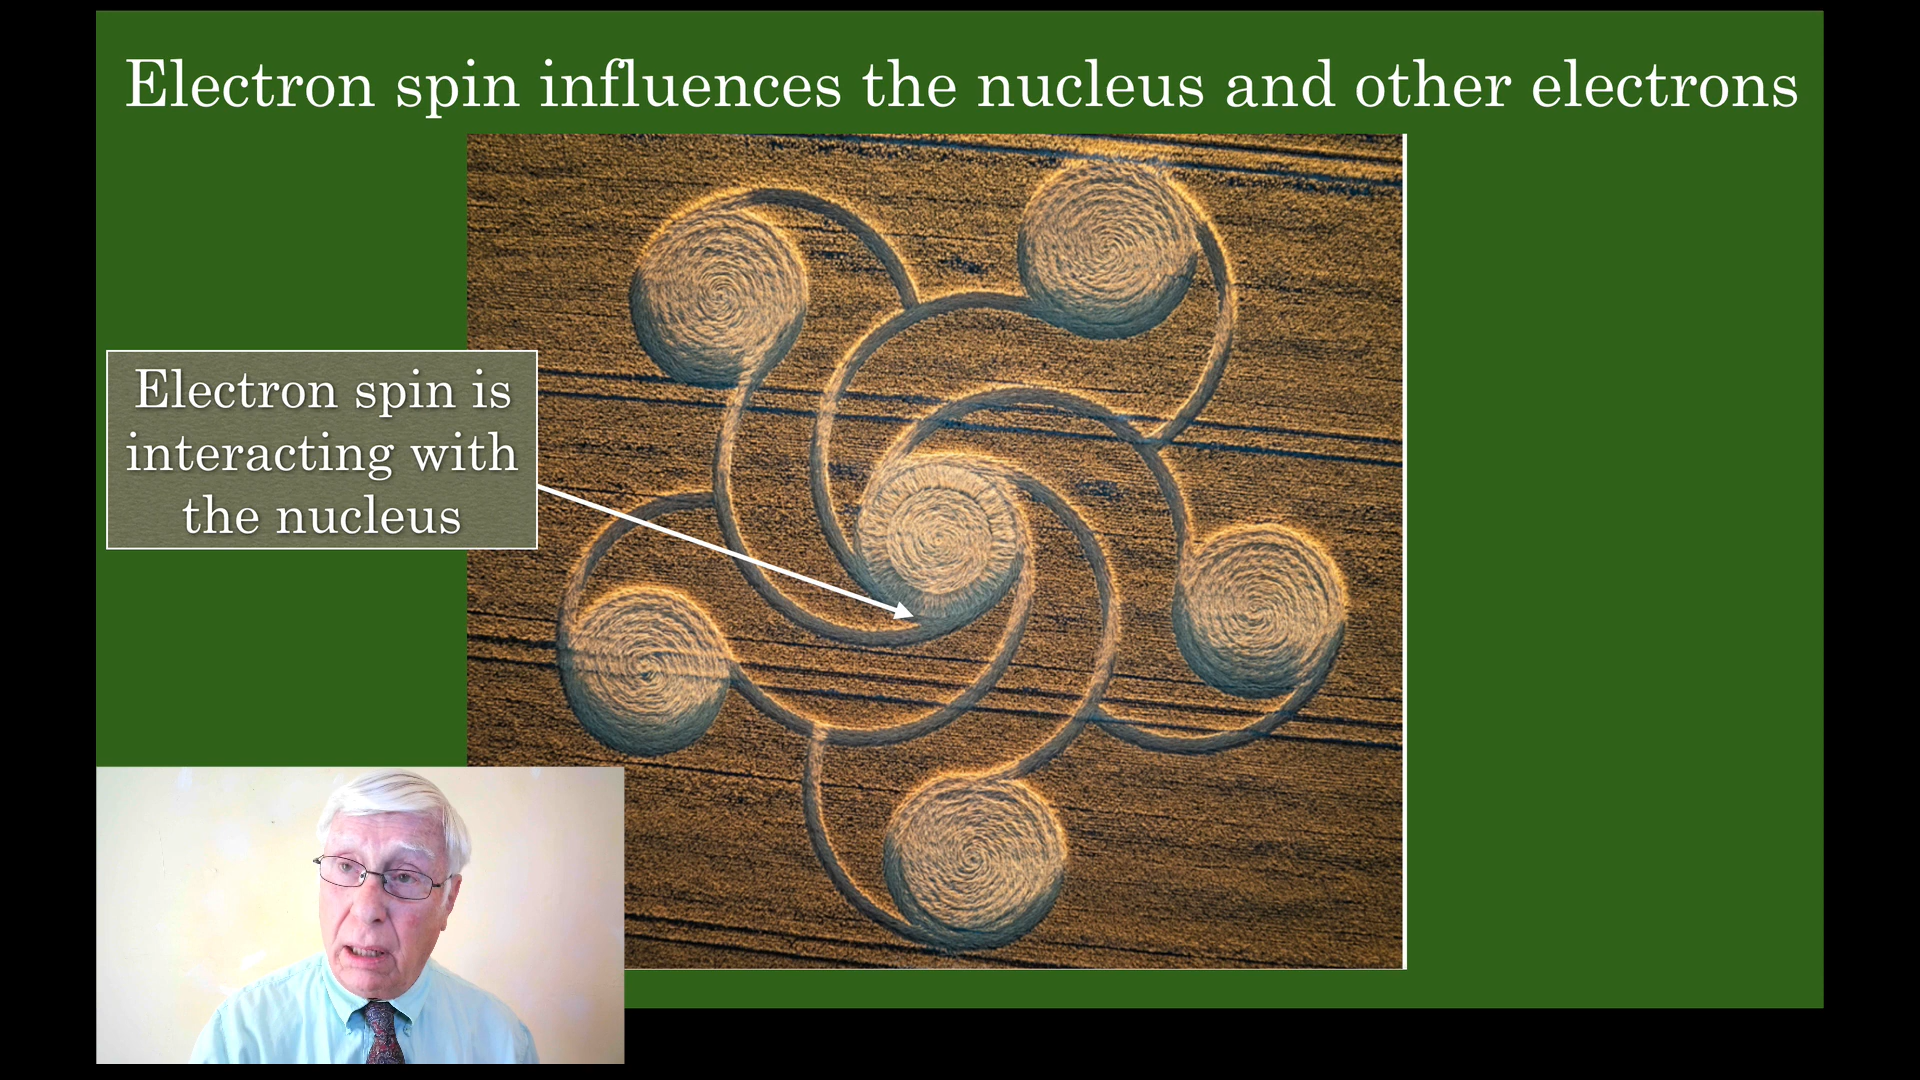 Electron spin influences the nucleus and other electrons
Electron spin is
interacting with
the nucleus